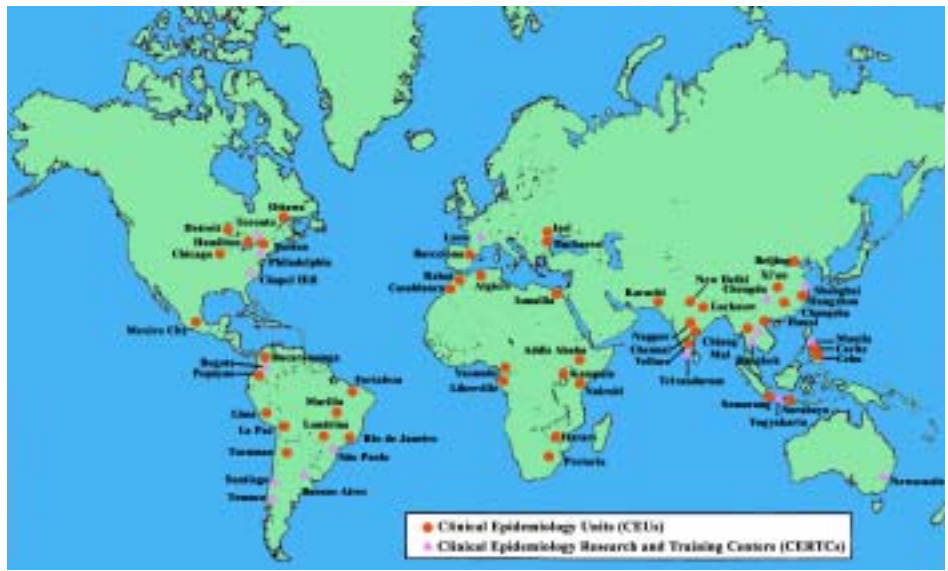 Ottawa
Toronto
Detroit
Hamilton
Boston
Chicago
Philadelphia
Chapel Hill
Mexico City
Bucaramanga
Bogota
Popayan
Fortaleza
Marilia
Lima
Londrina
La Paz
Rio de Janeiro
Tucuman
São Paulo
Santiago
Buenos Aires
Temuco
Lyon
Iasi
Bucharest
Barcelona
Rabat
Algiers
Casablanca
Ismailia
Addis Ababa
Yaounde
Kampala
Libreville
Nairobi
Harare
Pretoria
Karachi
New Delhi
Lucknow
Nagpur
Chennai
Vellore
Trivandrum
Beijing
Xi'an
Chengdu
Shanghai
Hangzhou
Changsha
Hanoi
Chiang
Mai
Bangkok
Manila
Cavite
Cebu
Semarang
Surabaya
Yogyakarta
Newcastle
Clinical Epidemiology Units (CEUs)
Clinical Epidemiology Research and Training Centers (CERTCs)